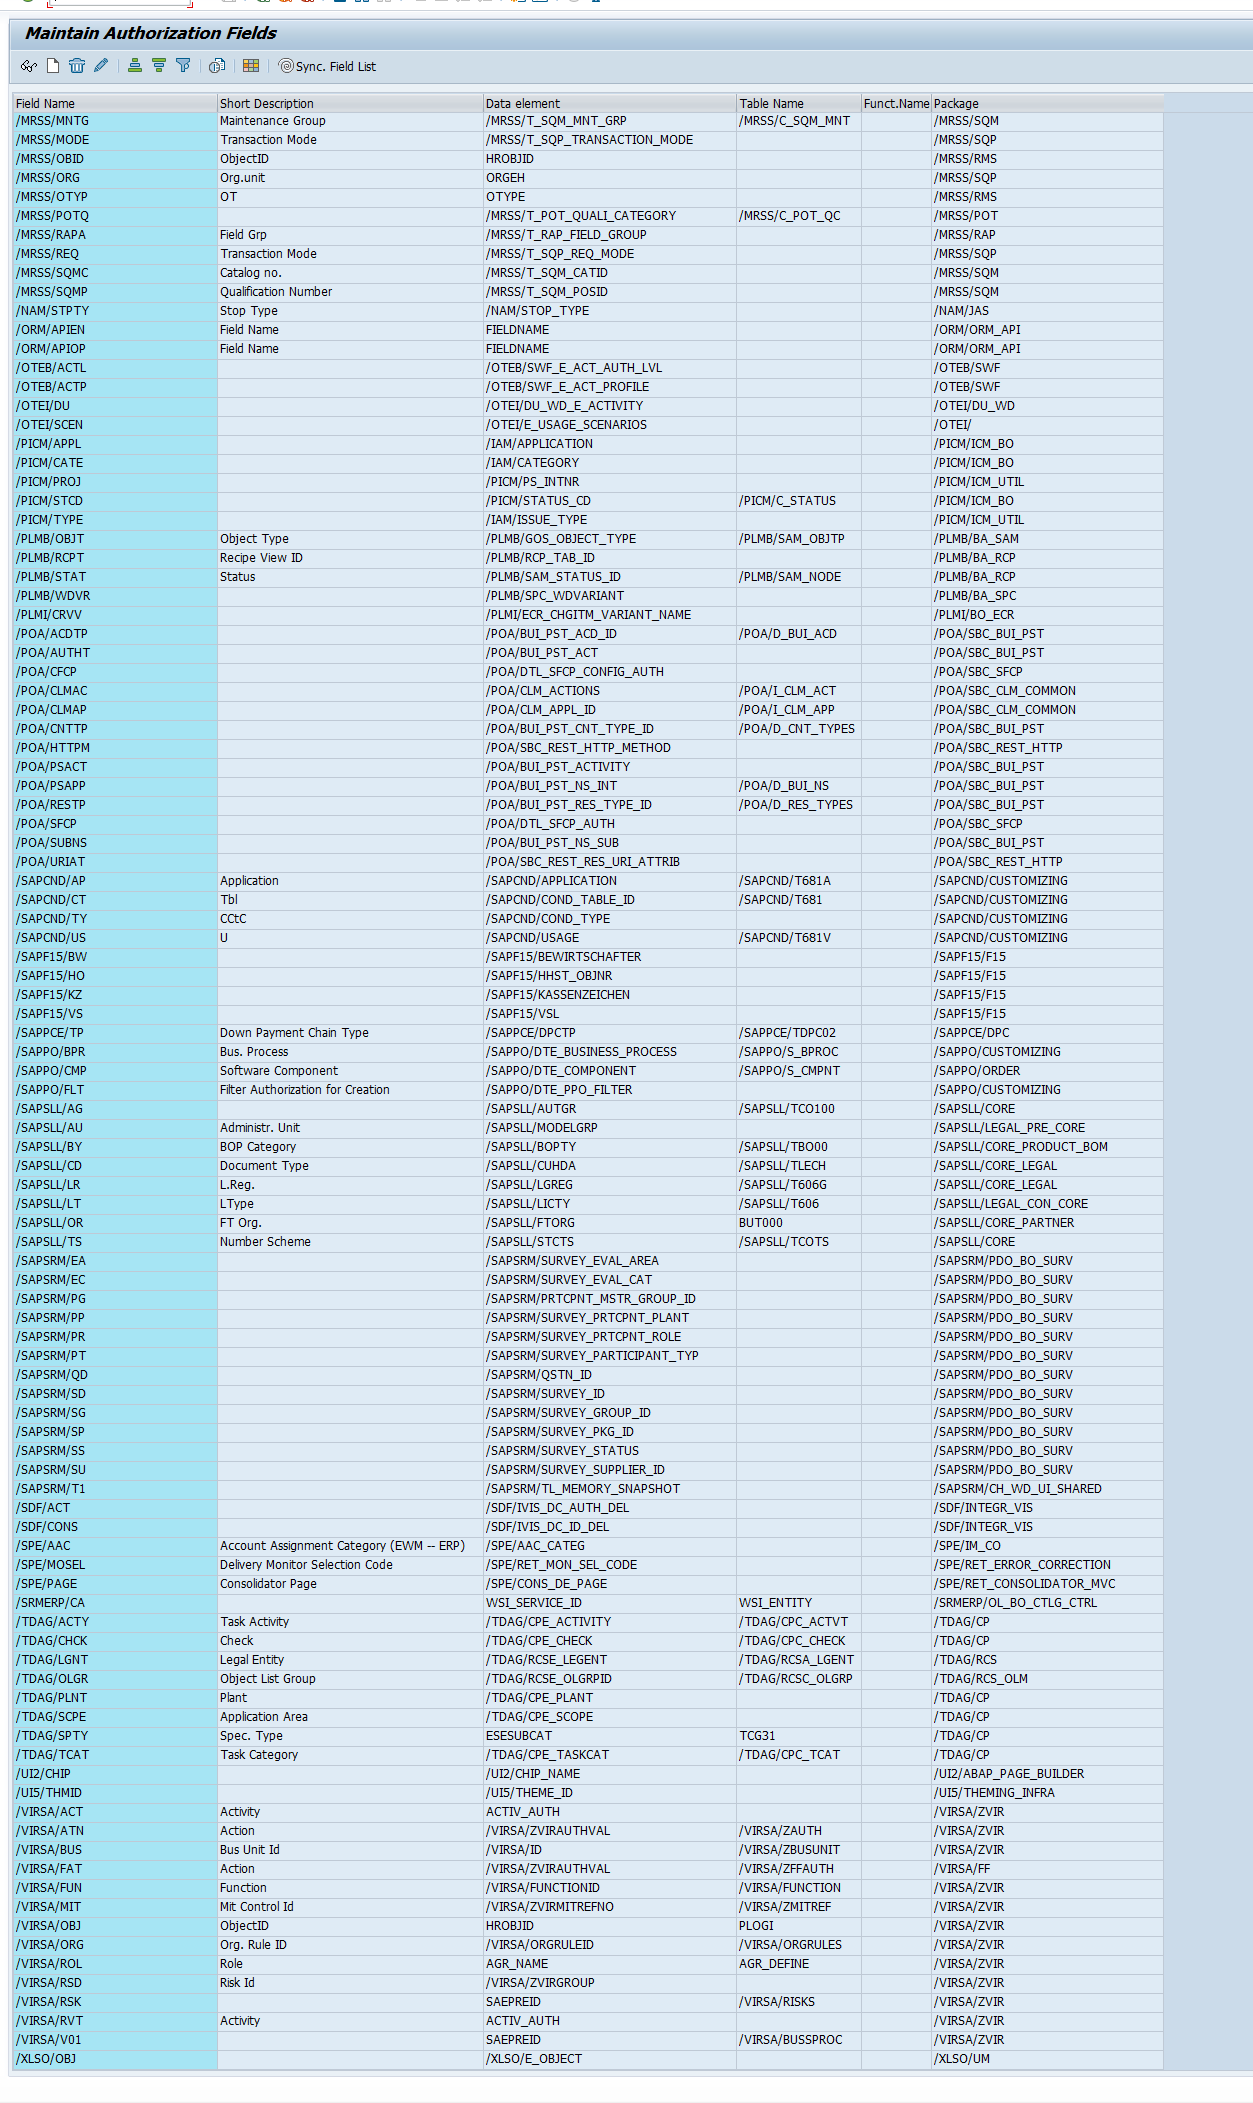 Maintain Authorization Fields
Sync. Field List
Field Name Short Description Data element Table Name Funct.Name Package
/MRSS/MNTG Maintenance Group /MRSS/T_SQM_MNT_GRP /MRSS/C_SQM_MNT /MRSS/SQM
/MRSS/MODE Transaction Mode /MRSS/T_SQP_TRANSACTION_MODE /MRSS/SQP
/MRSS/OBID ObjectID HROBJID /MRSS/RMS
/MRSS/ORG Org.unit ORGEH /MRSS/SQP
/MRSS/OTYP OT OTYPE /MRSS/RMS
/MRSS/POTQ /MRSS/T_POT_QUALI_CATEGORY /MRSS/C_POT_QC /MRSS/POT
/MRSS/RAPA Field Grp /MRSS/T_RAP_FIELD_GROUP /MRSS/RAP
/MRSS/REQ Transaction Mode /MRSS/T_SQP_REQ_MODE /MRSS/SQP
/MRSS/SQMC Catalog no. /MRSS/T_SQM_CATID /MRSS/SQM
/MRSS/SQMP Qualification Number /MRSS/T_SQM_POSID /MRSS/SQM
/NAM/STPTY Stop Type /NAM/STOP_TYPE /NAM/JAS
/ORM/APIEN Field Name FIELDNAME /ORM/ORM_API
/ORM/APIOP Field Name FIELDNAME /ORM/ORM_API
/OTEB/ACTL /OTEB/SWF_E_ACT_AUTH_LVL /OTEB/SWF
/OTEB/ACTP /OTEB/SWF_E_ACT_PROFILE /OTEB/SWF
/OTEI/DU /OTEI/DU_WD_E_ACTIVITY /OTEI/DU_WD
/OTEI/SCEN /OTEI/E_USAGE_SCENARIOS /OTEI/
/PICM/APPL /IAM/APPLICATION /PICM/ICM_BO
/PICM/CATE /IAM/CATEGORY /PICM/ICM_BO
/PICM/PROJ /PICM/PS_INTNR /PICM/ICM_UTIL
/PICM/STCD /PICM/STATUS_CD /PICM/C_STATUS /PICM/ICM_BO
/PICM/TYPE /IAM/ISSUE_TYPE /PICM/ICM_UTIL
/PLMB/OBJT Object Type /PLMB/GOS_OBJECT_TYPE /PLMB/SAM_OBJTP /PLMB/BA_SAM
/PLMB/RCPT Recipe View ID /PLMB/RCP_TAB_ID /PLMB/BA_RCP
/PLMB/STAT Status /PLMB/SAM_STATUS_ID /PLMB/SAM_NODE /PLMB/BA_RCP
/PLMB/WDVR /PLMB/SPC_WDVARIANT /PLMB/BA_SPC
/PLMI/CRVV /PLMI/ECR_CHGITM_VARIANT_NAME /PLMI/BO_ECR
/POA/ACDTP /POA/BUI_PST_ACD_ID /POA/D_BUI_ACD /POA/SBC_BUI_PST
/POA/AUTHT /POA/BUI_PST_ACT /POA/SBC_BUI_PST
/POA/CFCP /POA/DTL_SFCP_CONFIG_AUTH /POA/SBC_SFCP
/POA/CLMAC /POA/CLM_ACTIONS /POA/I_CLM_ACT /POA/SBC_CLM_COMMON
/POA/CLMAP /POA/CLM_APPL_ID /POA/I_CLM_APP /POA/SBC_CLM_COMMON
/POA/CNTTP /POA/BUI_PST_CNT_TYPE_ID /POA/D_CNT_TYPES /POA/SBC_BUI_PST
/POA/HTTPM /POA/SBC_REST_HTTP_METHOD /POA/SBC_REST_HTTP
/POA/PSACT /POA/BUI_PST_ACTIVITY /POA/SBC_BUI_PST
/POA/PSAPP /POA/BUI_PST_NS_INT /POA/D_BUI_NS /POA/SBC_BUI_PST
/POA/RESTP /POA/BUI_PST_RES_TYPE_ID /POA/D_RES_TYPES /POA/SBC_BUI_PST
/POA/SFCP /POA/DTL_SFCP_AUTH /POA/SBC_SFCP
/POA/SUBNS /POA/BUI_PST_NS_SUB /POA/SBC_BUI_PST
/POA/URIAT /POA/SBC_REST_RES_URI_ATTRIB /POA/SBC_REST_HTTP
/SAPCND/AP Application /SAPCND/APPLICATION /SAPCND/T681A /SAPCND/CUSTOMIZING
/SAPCND/CT Tbl /SAPCND/COND_TABLE_ID /SAPCND/T681 /SAPCND/CUSTOMIZING
/SAPCND/TY CCtC /SAPCND/COND_TYPE /SAPCND/CUSTOMIZING
/SAPCND/US U /SAPCND/USAGE /SAPCND/T681V /SAPCND/CUSTOMIZING
/SAPF15/BW /SAPF15/BEWIRTSCHAFTER /SAPF15/F15
/SAPF15/HO /SAPF15/HHST_OBJNR /SAPF15/F15
/SAPF15/KZ /SAPF15/KASSENZEICHEN /SAPF15/F15
/SAPF15/VS /SAPF15/VSL /SAPF15/F15
/SAPPCE/TP Down Payment Chain Type /SAPPCE/DPCTP /SAPPCE/TDPC02 /SAPPCE/DPC
/SAPPO/BPR Bus. Process /SAPPO/DTE_BUSINESS_PROCESS /SAPPO/S_BPROC /SAPPO/CUSTOMIZING
/SAPPO/CMP Software Component /SAPPO/DTE_COMPONENT /SAPPO/S_CMPNT /SAPPO/ORDER
/SAPPO/FLT Filter Authorization for Creation /SAPPO/DTE_PPO_FILTER /SAPPO/CUSTOMIZING
/SAPSLL/AG /SAPSLL/AUTGR /SAPSLL/TCO100 /SAPSLL/CORE
/SAPSLL/AU Administr. Unit /SAPSLL/MODELGRP /SAPSLL/LEGAL_PRE_CORE
/SAPSLL/BY BOP Category /SAPSLL/BOPTY /SAPSLL/TBO00 /SAPSLL/CORE_PRODUCT_BOM
/SAPSLL/CD Document Type /SAPSLL/CUHDA /SAPSLL/TLECH /SAPSLL/CORE_LEGAL
/SAPSLL/LR L.Reg. /SAPSLL/LGREG /SAPSLL/T606G /SAPSLL/CORE_LEGAL
/SAPSLL/LT LType /SAPSLL/LICTY /SAPSLL/T606 /SAPSLL/LEGAL_CON_CORE
/SAPSLL/OR FT Org. /SAPSLL/FTORG BUT000 /SAPSLL/CORE_PARTNER
/SAPSLL/TS Number Scheme /SAPSLL/STCTS /SAPSLL/TCOTS /SAPSLL/CORE
/SAPSRM/EA /SAPSRM/SURVEY_EVAL_AREA /SAPSRM/PDO_BO_SURV
/SAPSRM/EC /SAPSRM/SURVEY_EVAL_CAT /SAPSRM/PDO_BO_SURV
/SAPSRM/PG /SAPSRM/PRTCPNT_MSTR_GROUP_ID /SAPSRM/PDO_BO_SURV
/SAPSRM/PP /SAPSRM/SURVEY_PRTCPNT_PLANT /SAPSRM/PDO_BO_SURV
/SAPSRM/PR /SAPSRM/SURVEY_PRTCPNT_ROLE /SAPSRM/PDO_BO_SURV
/SAPSRM/PT /SAPSRM/SURVEY_PARTICIPANT_TYP /SAPSRM/PDO_BO_SURV
/SAPSRM/QD /SAPSRM/QSTN_ID /SAPSRM/PDO_BO_SURV
/SAPSRM/SD /SAPSRM/SURVEY_ID /SAPSRM/PDO_BO_SURV
/SAPSRM/SG /SAPSRM/SURVEY_GROUP_ID /SAPSRM/PDO_BO_SURV
/SAPSRM/SP /SAPSRM/SURVEY_PKG_ID /SAPSRM/PDO_BO_SURV
/SAPSRM/SS /SAPSRM/SURVEY_STATUS /SAPSRM/PDO_BO_SURV
/SAPSRM/SU /SAPSRM/SURVEY_SUPPLIER_ID /SAPSRM/PDO_BO_SURV
/SAPSRM/T1 /SAPSRM/TL_MEMORY_SNAPSHOT /SAPSRM/CH_WD_UI_SHARED
/SDF/ACT /SDF/IVIS_DC_AUTH_DEL /SDF/INTEGR_VIS
/SDF/CONS /SDF/IVIS_DC_ID_DEL /SDF/INTEGR_VIS
/SPE/AAC Account Assignment Category (EWM -- ERP) /SPE/AAC_CATEG /SPE/IM_CO
/SPE/MOSEL Delivery Monitor Selection Code /SPE/RET_MON_SEL_CODE /SPE/RET_ERROR_CORRECTION
/SPE/PAGE Consolidator Page /SPE/CONS_DE_PAGE /SPE/RET_CONSOLIDATOR_MVC
/SRMERP/CA WSI_SERVICE_ID WSI_ENTITY /SRMERP/OL_BO_CTLG_CTRL
/TDAG/ACTY Task Activity /TDAG/CPE_ACTIVITY /TDAG/CPC_ACTVT /TDAG/CP
/TDAG/CHCK Check /TDAG/CPE_CHECK /TDAG/CPC_CHECK /TDAG/CP
/TDAG/LGNT Legal Entity /TDAG/RCSE_LEGENT /TDAG/RCSA_LGENT /TDAG/RCS
/TDAG/OLGR Object List Group /TDAG/RCSE_OLGRPID /TDAG/RCSC_OLGRP /TDAG/RCS_OLM
/TDAG/PLNT Plant /TDAG/CPE_PLANT /TDAG/CP
/TDAG/SCPE Application Area /TDAG/CPE_SCOPE /TDAG/CP
/TDAG/SPTY Spec. Type ESESUBCAT TCG31 /TDAG/CP
/TDAG/TCAT Task Category /TDAG/CPE_TASKCAT /TDAG/CPC_TCAT /TDAG/CP
/UI2/CHIP /UI2/CHIP_NAME /UI2/ABAP_PAGE_BUILDER
/UI5/THMID /UI5/THEME_ID /UI5/THEMING_INFRA
/VIRSA/ACT Activity ACTIV_AUTH /VIRSA/ZVIR
/VIRSA/ATN Action /VIRSA/ZVIRAUTHVAL /VIRSA/ZAUTH /VIRSA/ZVIR
/VIRSA/BUS Bus Unit Id /VIRSA/ID /VIRSA/ZBUSUNIT /VIRSA/ZVIR
/VIRSA/FAT Action /VIRSA/ZVIRAUTHVAL /VIRSA/ZFFAUTH /VIRSA/FF
/VIRSA/FUN Function /VIRSA/FUNCTIONID /VIRSA/FUNCTION /VIRSA/ZVIR
/VIRSA/MIT Mit Control Id /VIRSA/ZVIRMITREFNO /VIRSA/ZMITREF /VIRSA/ZVIR
/VIRSA/OBJ ObjectID HROBJID PLOGI /VIRSA/ZVIR
/VIRSA/ORG Org. Rule ID /VIRSA/ORGRULEID /VIRSA/ORGRULES /VIRSA/ZVIR
/VIRSA/ROL Role AGR_NAME AGR_DEFINE /VIRSA/ZVIR
/VIRSA/RSD Risk Id /VIRSA/ZVIRGROUP /VIRSA/ZVIR
/VIRSA/RSK SAEPREID /VIRSA/RISKS /VIRSA/ZVIR
/VIRSA/RVT Activity ACTIV_AUTH /VIRSA/ZVIR
/VIRSA/V01 SAEPREID /VIRSA/BUSSPROC /VIRSA/ZVIR
/XLSO/OBJ /XLSO/E_OBJECT /XLSO/UM